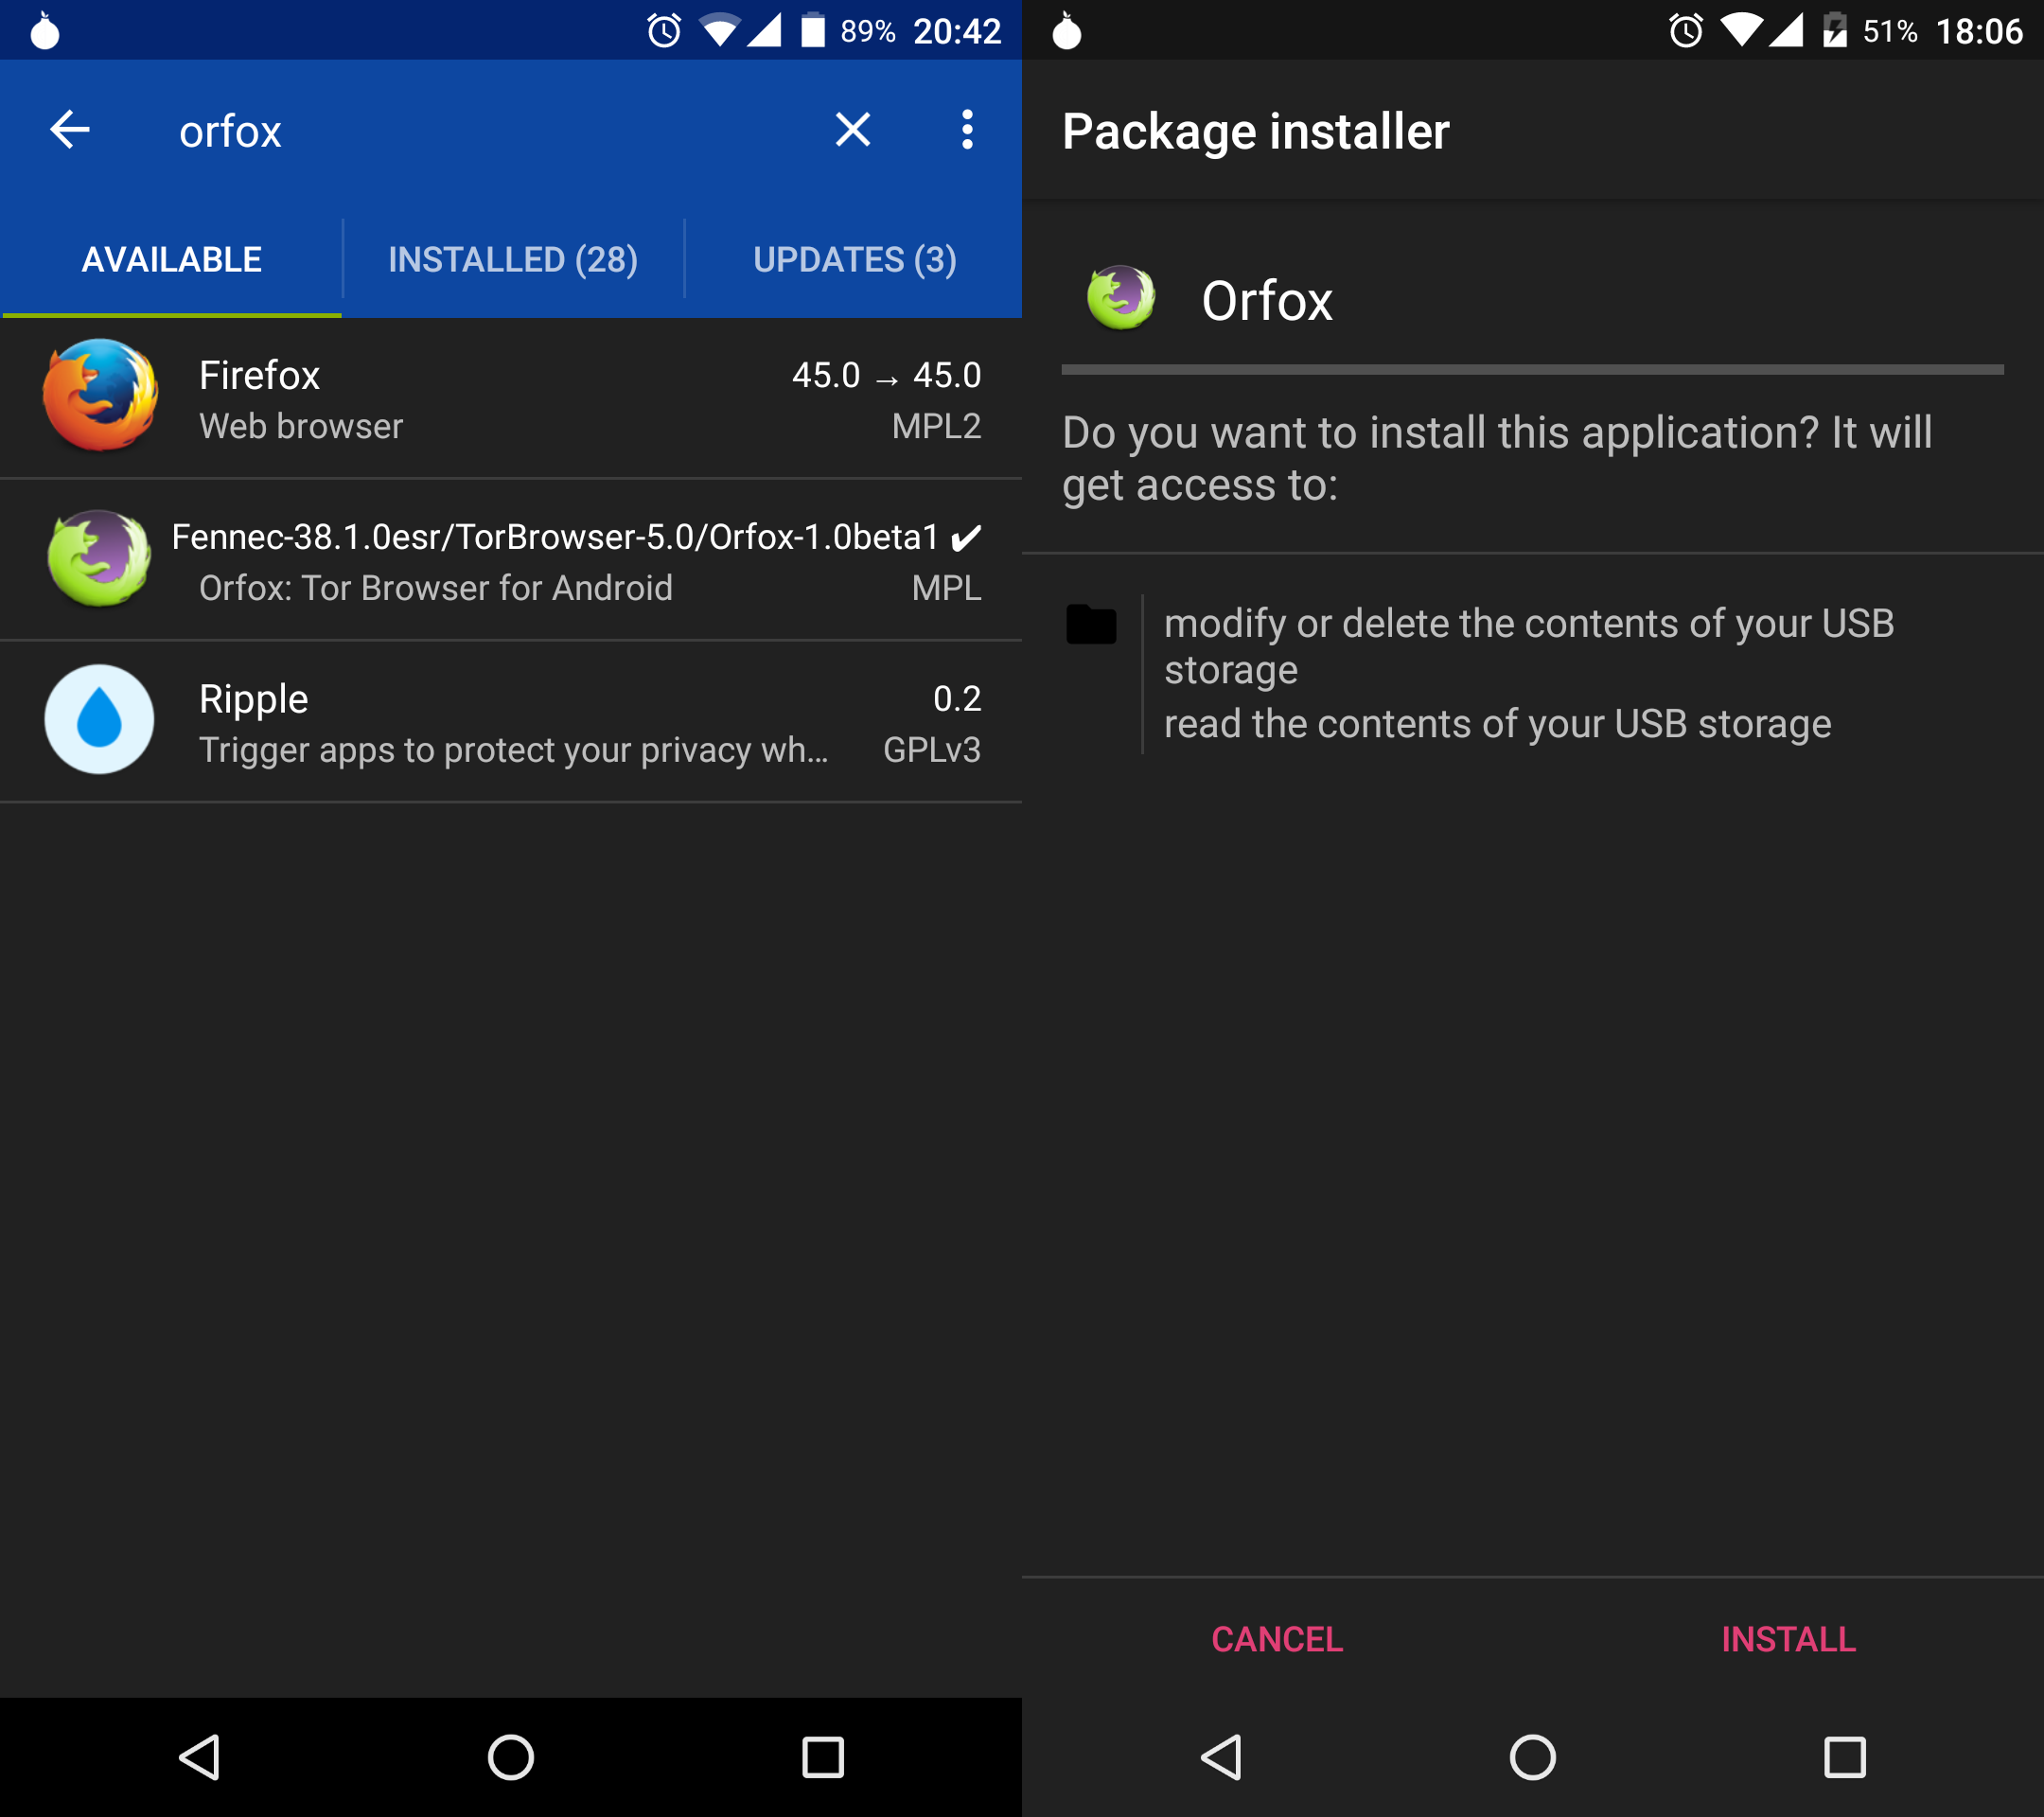 89% 20:42
orfox
AVAILABLE INSTALLED (28) UPDATES (3)
Firefox 45.0 → 45.0
Web browser MPL2
Fennec-38.1.0esr/TorBrowser-5.0/Orfox-1.0beta1 ✔
Orfox: Tor Browser for Android MPL
Ripple 0.2
Trigger apps to protect your privacy wh... GPLv3
51% 18:06
Package installer
Orfox
Do you want to install this application? It will
get access to:
modify or delete the contents of your USB
storage
read the contents of your USB storage
CANCEL INSTALL